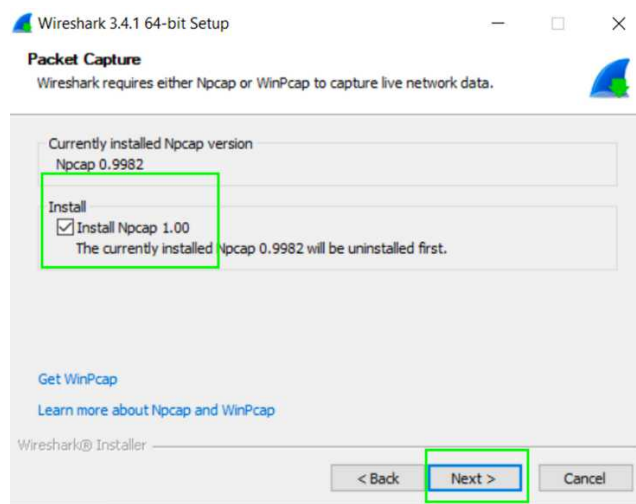 Wireshark 3.4.1 64-bit Setup
Packet Capture
Wireshark requires either Npcap or WinPcap to capture live network data.
Currently installed Npcap version
Npcap 0.9982
Install
Install Npcap 1.00
The currently installed Npcap 0.9982 will be uninstalled first.
Get WinPcap
Learn more about Npcap and WinPcap
Wireshark® Installer
< Back Next > Cancel